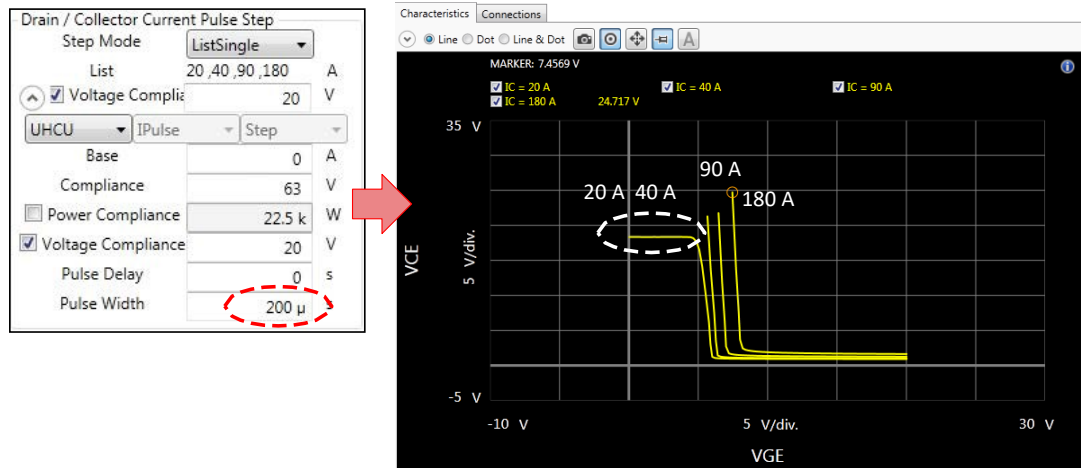 Drain / Collector Current Pulse Step
Step Mode ListSingle
List 20 ,40 ,90 ,180 A
Voltage Complia 20 V
UHCU IPulse Step
Base 0 A
Compliance 63 V
Power Compliance 22.5 k W
Voltage Compliance 20 V
Pulse Delay 0 s
Pulse Width 200 µ s
Characteristics Connections
Line Dot Line & Dot A
MARKER: 7.4569 V
IC = 20 A IC = 40 A IC = 90 A
IC = 180 A 24.717 V
35 V
90 A
20 A 40 A 180 A
VCE
5 V/div.
-5 V
-10 V 5 V/div. 30 V
VGE